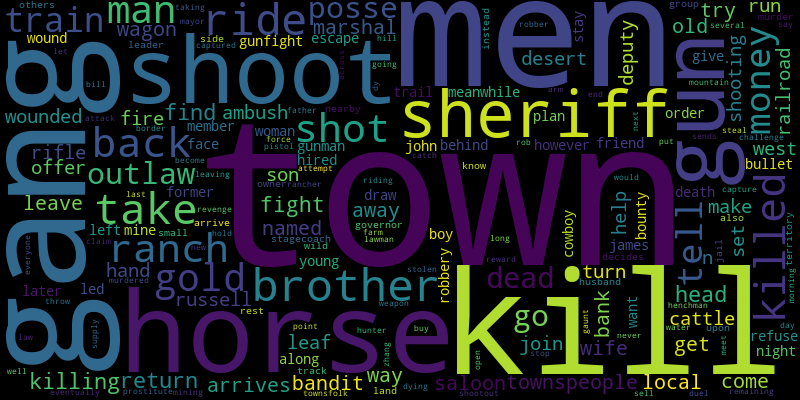 others
taking
mayor
train
man
ride
posse
men
instead
stay
deputy
try
old
group
robber
several
murder
say
run
money
wound
wagon
leader
side
gunfight
marshal
escape
hill
let
captured
bill
going
dy
across
desert
give
mountain
gun
shooting
railroad
gang
shoot
wounded
attack
fire
find
ambush
member
father
nearby
trail
meanwhile
sheriff
plan
order
shot
border
back
face
woman
force
gunman
pistol
hired
john
behind
however
rob
friend
put
end
arm
next
sends
steal
challenge
west
bullet
rifle
offer
outlaw
become
leaving
attempt
catch
town
know
riding
would
death
capture
former
son
owner
rancher
draw
leave
take
last
revenge
arrive
fight
away
governor
farm
lawman
cowboy
help
bounty
tell
make
also
set
killed
left
mine
small
named
claim
hold
new
stagecoach
wild
boy
long
james
decides
n
jail
territory
morning
everyone
ranch
hand
gold
young
robbery
reward
dead
turn
husband
later
led
russell
brother
stolen
kill
henchman
head
throw
murdered
rest
weapon
go
bank
want
cattle
upon
refuse
day
law
supply
horse
point
hunter
buy
leaf
gaunt
water
never
join
wife
get
meet
night
along
track
zhang
open
stop
well
killing
return
arrives
bandit
way
land
saloon
townspeople
local
come
eventually
prostitute
mining
townsfolk
dying
shootout
sell
duel
remaining